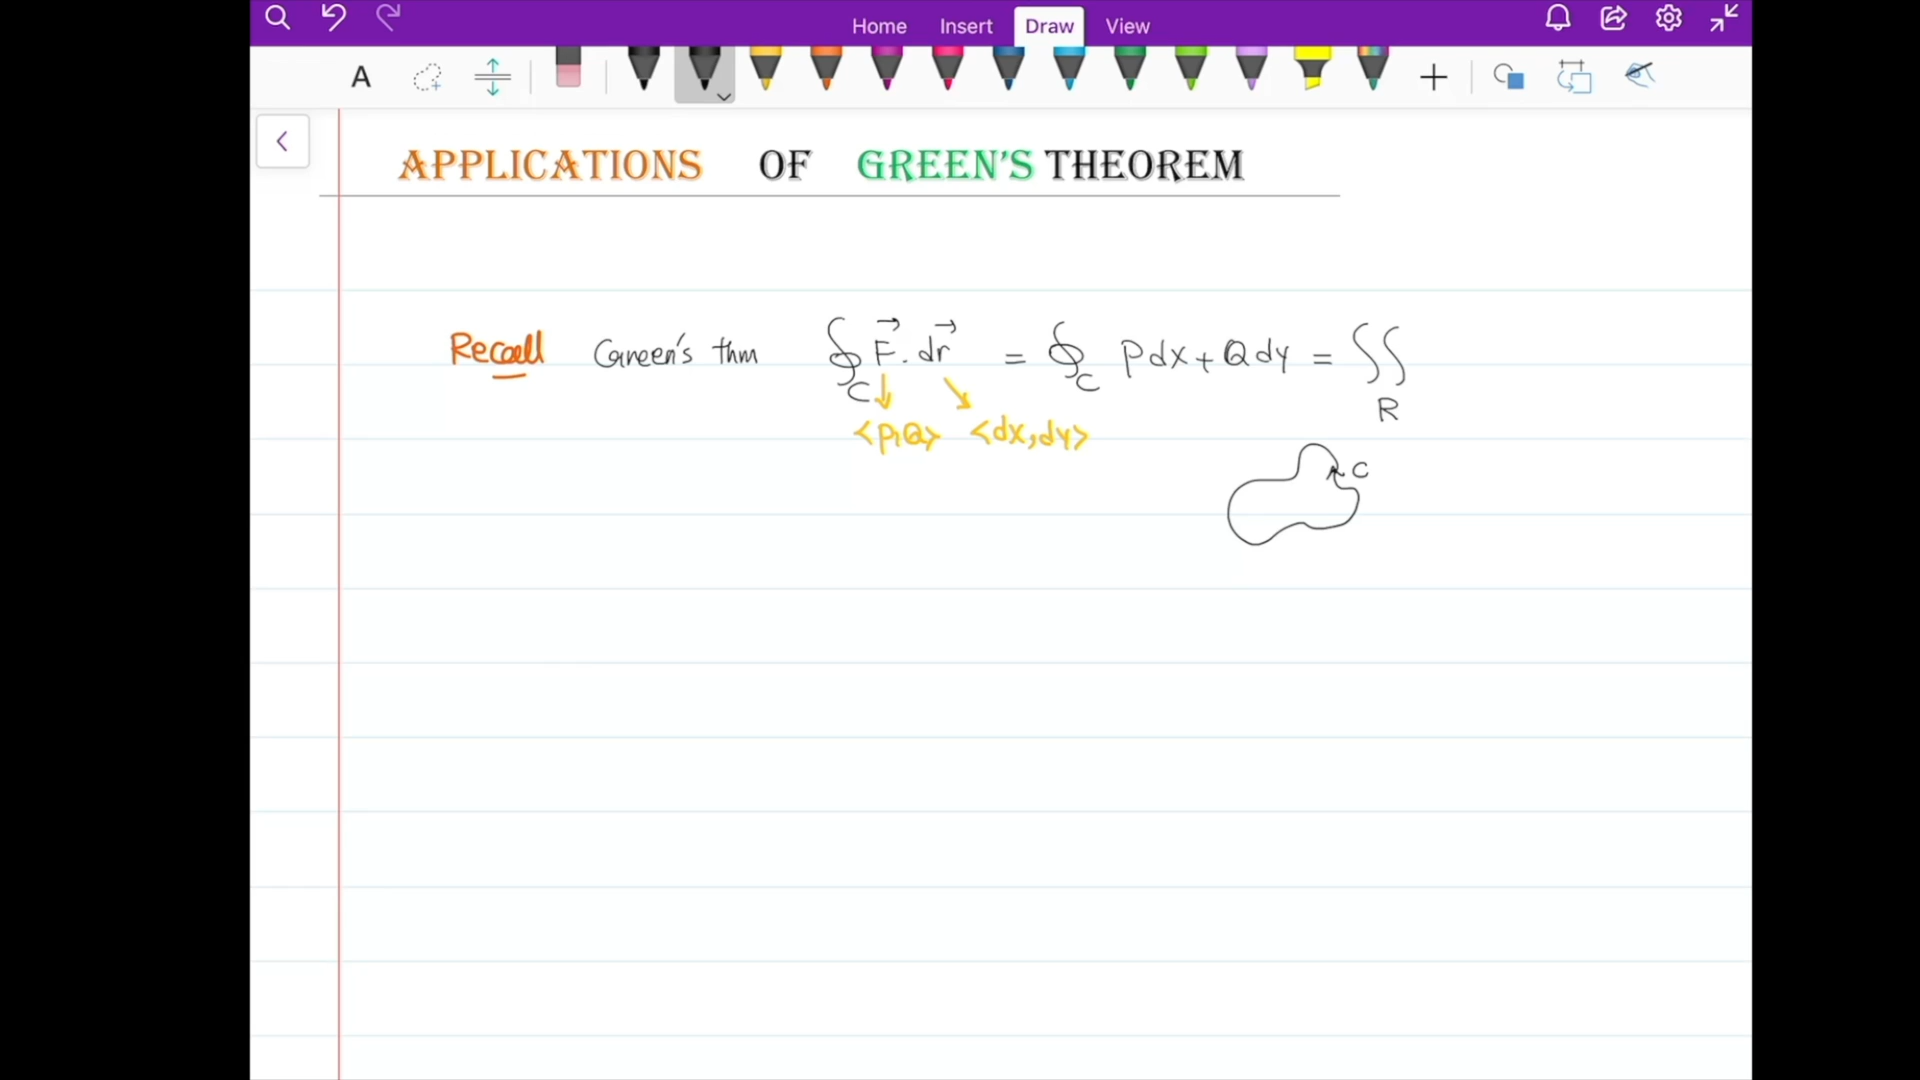 Home Insert Draw View
A
APPLICATIONS OF GREEN'S THEOREM
Recall Green's thm ∮_C F⃗ . dr⃗ = ∮_C Pdx + Qdy = ∬_R
<P,Q> <dx,dy>
C